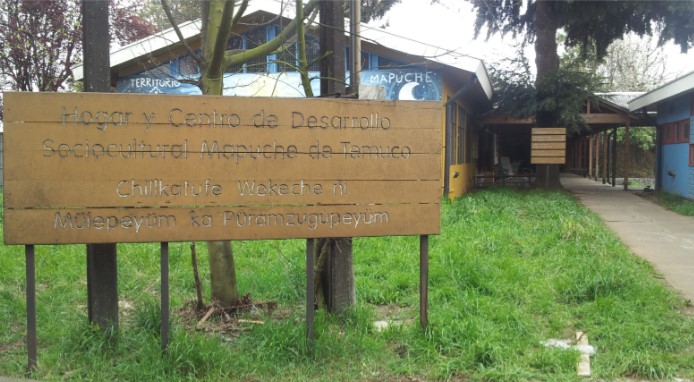 TERRITORIO MAPUCHE
Hogar y Centro de Desarrollo
Sociocultural Mapuche de Temuco
Chillkatufe Wekeche ñi
Mülepeyüm ka Püramzugupeyüm